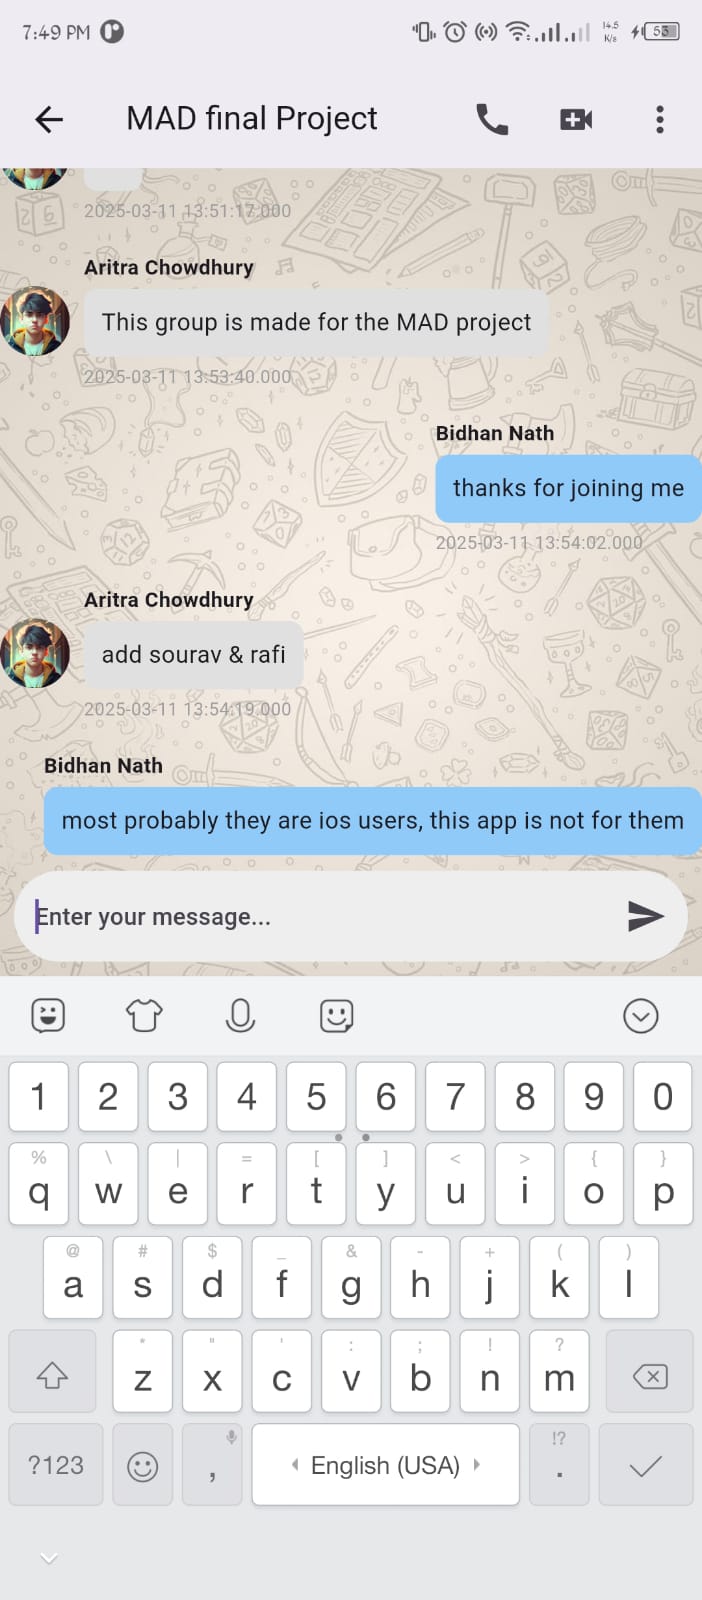 7:49 PM
14.5
K/s
53
MAD final Project
2025-03-11 13:51:17.000
Aritra Chowdhury
This group is made for the MAD project
2025-03-11 13:53:40.000
Bidhan Nath
thanks for joining me
2025-03-11 13:54:02.000
Aritra Chowdhury
add sourav & rafi
2025-03-11 13:54:19.000
Bidhan Nath
most probably they are ios users, this app is not for them
Enter your message...
1 2 3 4 5 6 7 8 9 0
% \ | = [ ] < > { }
q w e r t y u i o p
@ # $ _ & - + ( )
a s d f g h j k l
* " ' : ; ! ?
z x c v b n m
!?
?123 , English (USA) .